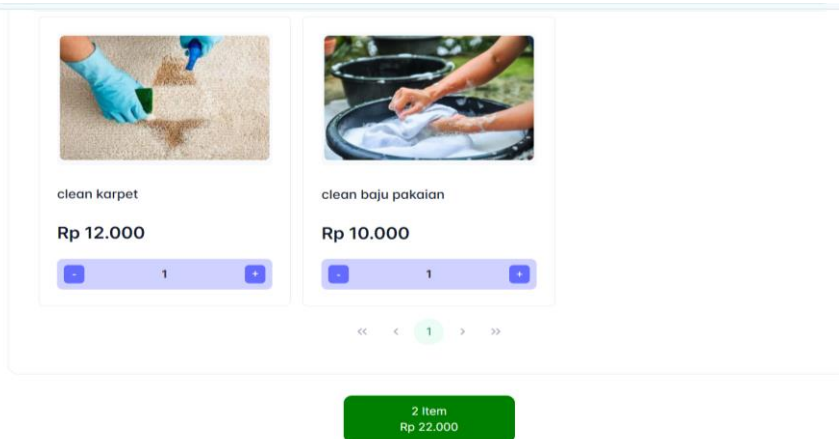 clean karpet
clean baju pakaian
Rp 12.000
Rp 10.000
- 1 +
- 1 +
<< < 1 > >>
2 Item
Rp 22.000